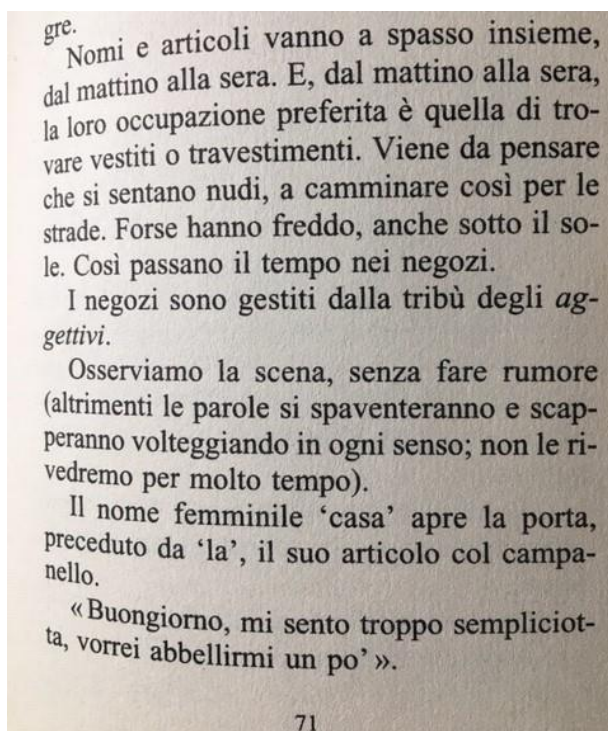 gre.
Nomi e articoli vanno a spasso insieme,
dal mattino alla sera. E, dal mattino alla sera,
la loro occupazione preferita è quella di tro-
vare vestiti o travestimenti. Viene da pensare
che si sentano nudi, a camminare così per le
strade. Forse hanno freddo, anche sotto il so-
le. Così passano il tempo nei negozi.
I negozi sono gestiti dalla tribù degli ag-
gettivi.
Osserviamo la scena, senza fare rumore
(altrimenti le parole si spaventeranno e scap-
peranno volteggiando in ogni senso; non le ri-
vedremo per molto tempo).
Il nome femminile ‘casa’ apre la porta,
preceduto da ‘la’, il suo articolo col campa-
nello.
«Buongiorno, mi sento troppo sempliciot-
ta, vorrei abbellirmi un po’ ».
71